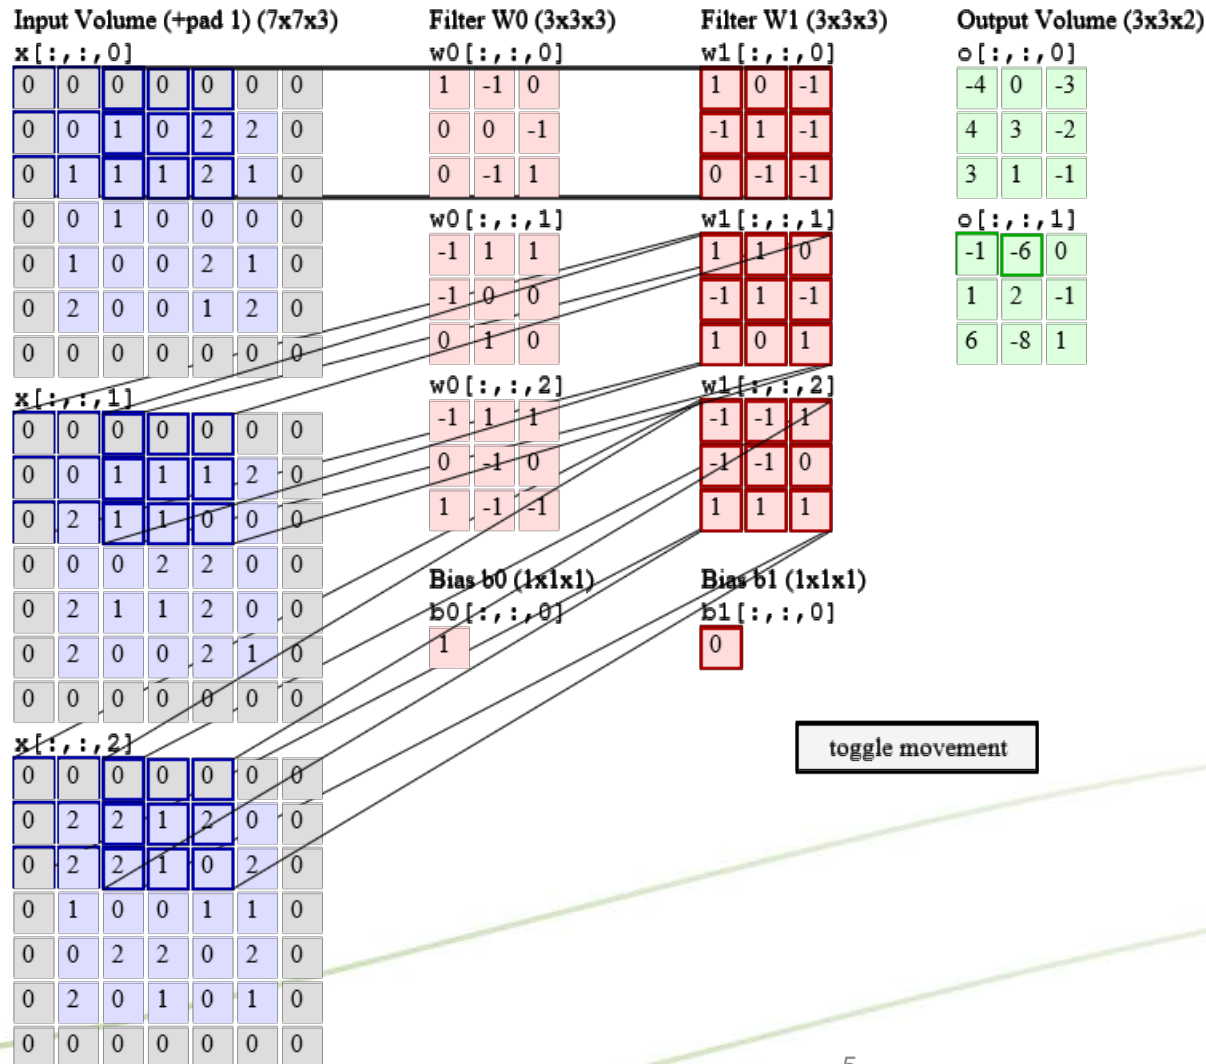 Input Volume (+pad 1) (7x7x3) Filter W0 (3x3x3) Filter W1 (3x3x3) Output Volume (3x3x2)
x[:,:,0] w0[:,:,0] w1[:,:,0] o[:,:,0]
0 0 0 0 0 0 0 1 -1 0 1 0 -1 -4 0 -3
0 0 1 0 2 2 0 0 0 -1 -1 1 -1 4 3 -2
0 1 1 1 2 1 0 0 -1 1 0 -1 -1 3 1 -1
0 0 1 0 0 0 0 w0[:,:,1] w1[:,:,1] o[:,:,1]
0 1 0 0 2 1 0 -1 1 1 1 1 0 -1 -6 0
0 2 0 0 1 2 0 -1 0 0 -1 1 -1 1 2 -1
0 0 0 0 0 0 0 0 1 0 1 0 1 6 -8 1
x[:,:,1] w0[:,:,2] w1[:,:,2]
0 0 0 0 0 0 0 -1 1 1 -1 -1 1
0 0 1 1 1 2 0 0 -1 0 -1 -1 0
0 2 1 1 0 0 0 1 -1 -1 1 1 1
0 0 0 2 2 0 0 Bias b0 (1x1x1) Bias b1 (1x1x1)
0 2 1 1 2 0 0 b0[:,:,0] b1[:,:,0]
0 2 0 0 2 1 0 1 0
0 0 0 0 0 0 0
x[:,:,2] toggle movement
0 0 0 0 0 0 0
0 2 2 1 2 0 0
0 2 2 1 0 2 0
0 1 0 0 1 1 0
0 0 2 2 0 2 0
0 2 0 1 0 1 0
0 0 0 0 0 0 0